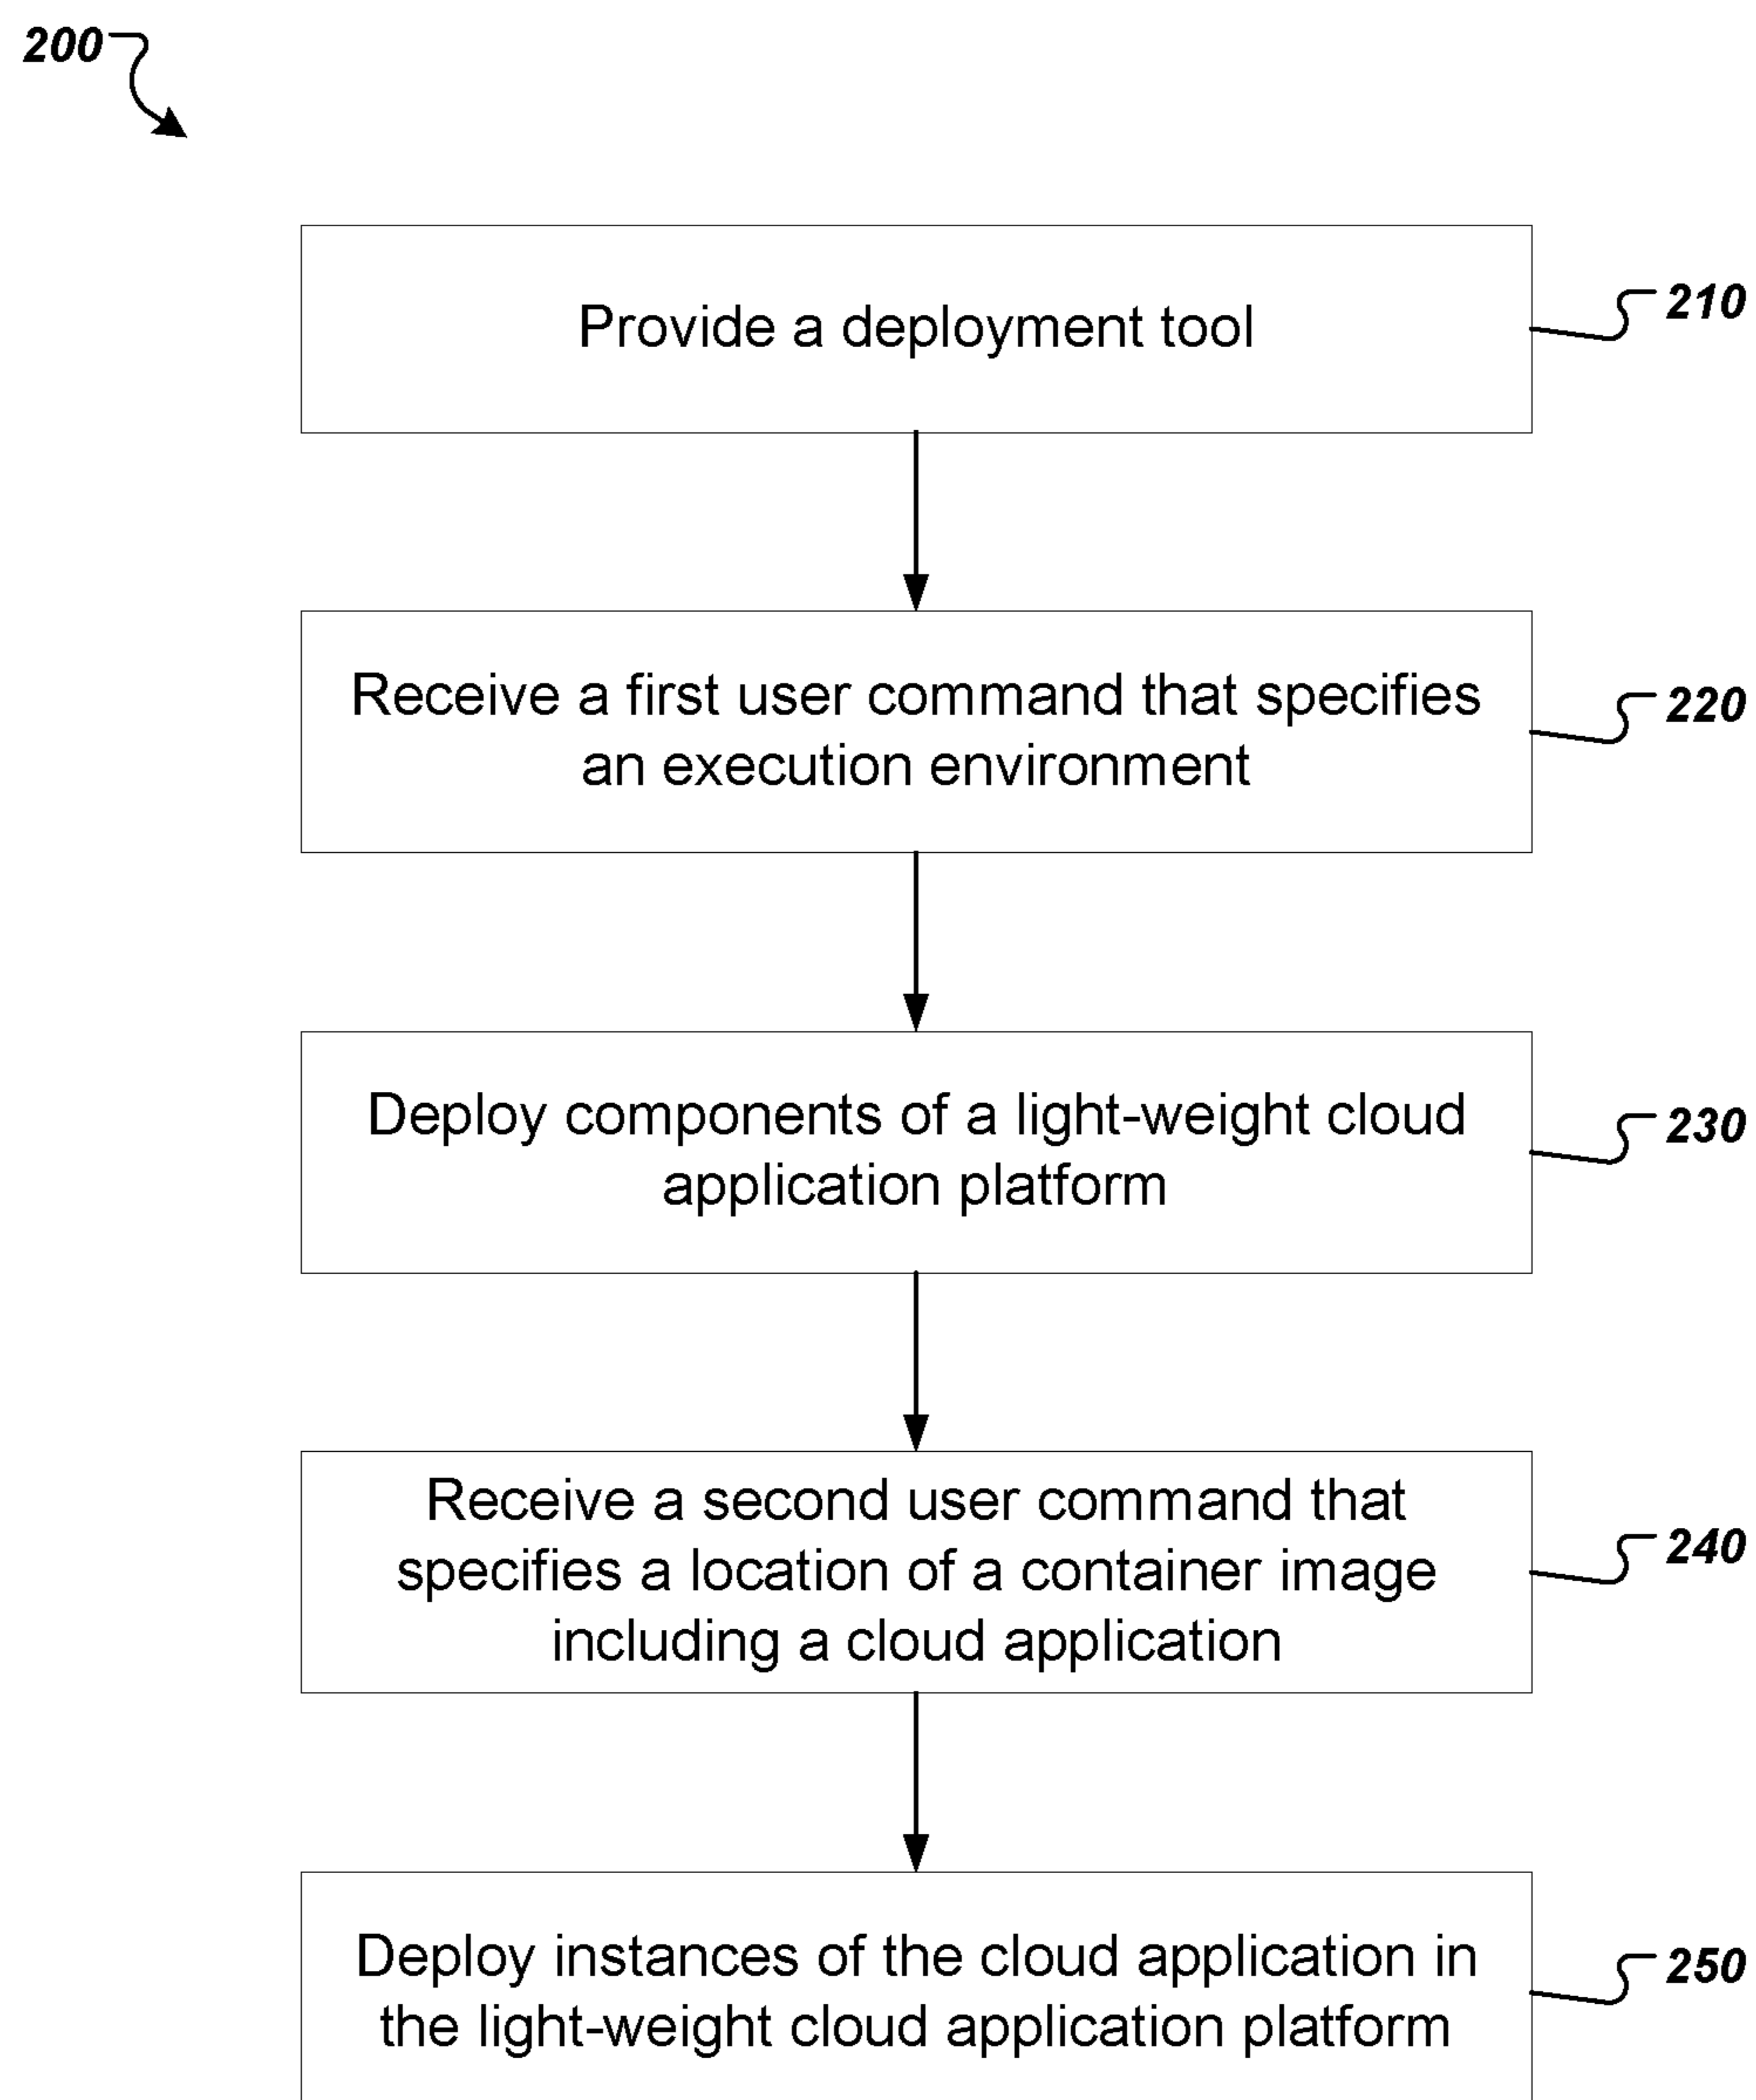 200
Provide a deployment tool
210
Receive a first user command that specifies
an execution environment
220
Deploy components of a light-weight cloud
application platform
230
Receive a second user command that
specifies a location of a container image
including a cloud application
240
Deploy instances of the cloud application in
the light-weight cloud application platform
250